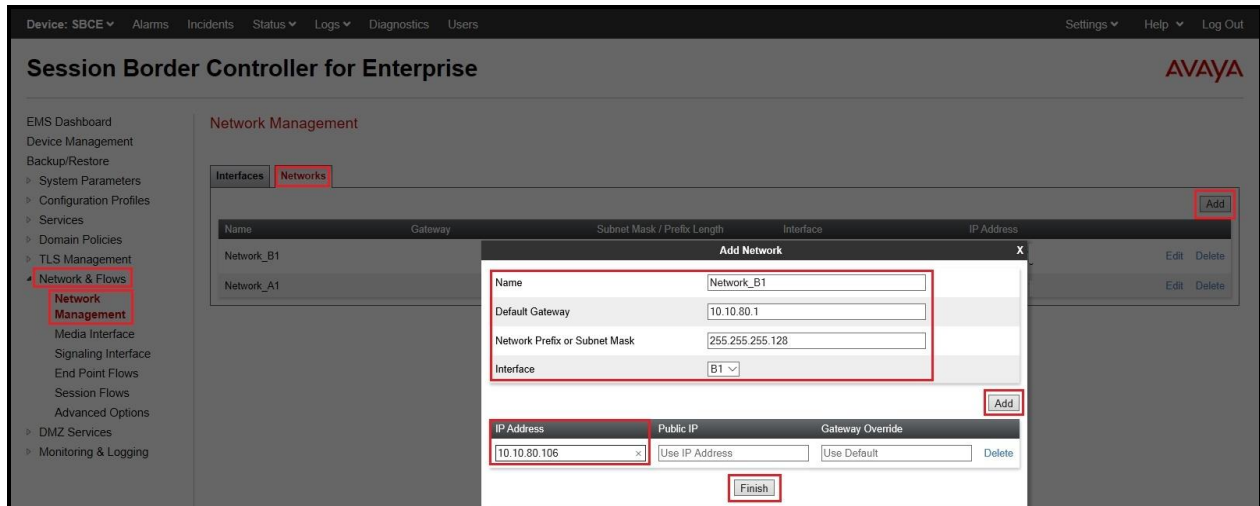 Device: SBCE Alarms Incidents Status Logs Diagnostics Users Settings Help Log Out
Session Border Controller for Enterprise AVAYA
EMS Dashboard
Device Management
Backup/Restore
System Parameters
Configuration Profiles
Services
Domain Policies
TLS Management
Network & Flows
Network
Management
Media Interface
Signaling Interface
End Point Flows
Session Flows
Advanced Options
DMZ Services
Monitoring & Logging
Network Management
Interfaces Networks
Add
Name Gateway Subnet Mask / Prefix Length Interface IP Address
Network_B1 Edit Delete
Network_A1 Edit Delete
Add Network X
Name Network_B1
Default Gateway 10.10.80.1
Network Prefix or Subnet Mask 255.255.255.128
Interface B1
Add
IP Address Public IP Gateway Override
10.10.80.106 × Use IP Address Use Default Delete
Finish